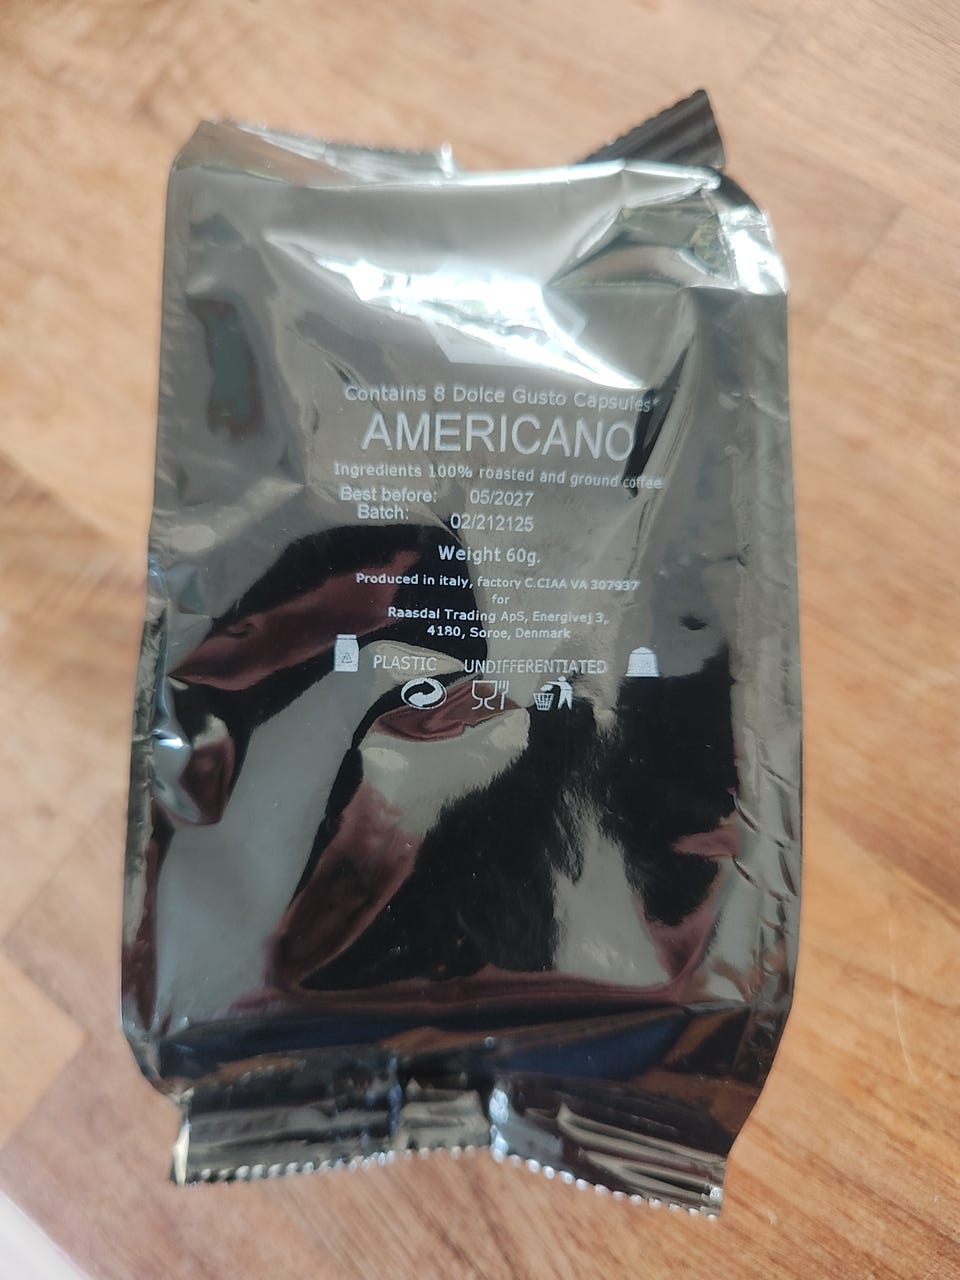 Contains 8 Dolce Gusto Capsules*
AMERICANO
Ingredients 100% roasted and ground coffee
Best before: 05/2027
Batch: 02/212125
Weight 60g.
Produced in italy, factory C.CIAA VA 307937
for
Raasdal Trading ApS, Energivej 3,
4180, Soroe, Denmark
PLASTIC UNDIFFERENTIATED